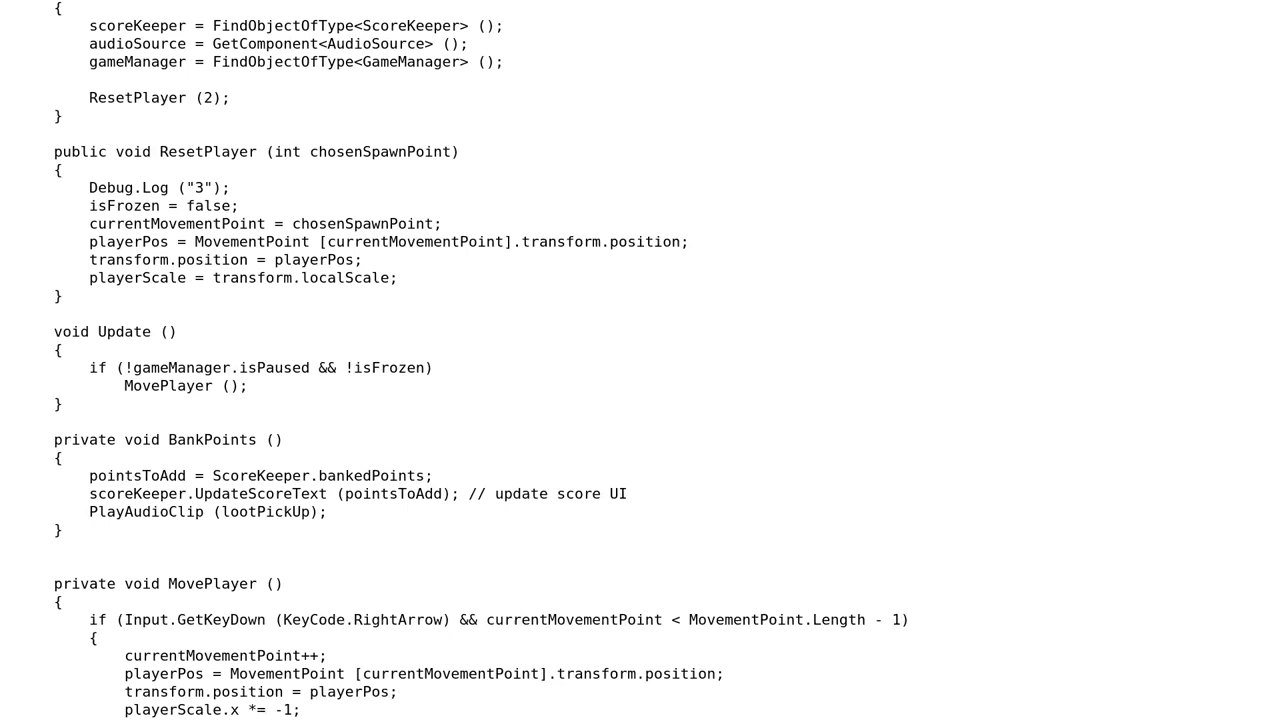 {
    scoreKeeper = FindObjectOfType<ScoreKeeper> ();
    audioSource = GetComponent<AudioSource> ();
    gameManager = FindObjectOfType<GameManager> ();

    ResetPlayer (2);
}

public void ResetPlayer (int chosenSpawnPoint)
{
    Debug.Log ("3");
    isFrozen = false;
    currentMovementPoint = chosenSpawnPoint;
    playerPos = MovementPoint [currentMovementPoint].transform.position;
    transform.position = playerPos;
    playerScale = transform.localScale;
}

void Update ()
{
    if (!gameManager.isPaused && !isFrozen)
        MovePlayer ();
}

private void BankPoints ()
{
    pointsToAdd = ScoreKeeper.bankedPoints;
    scoreKeeper.UpdateScoreText (pointsToAdd); // update score UI
    PlayAudioClip (lootPickUp);
}


private void MovePlayer ()
{
    if (Input.GetKeyDown (KeyCode.RightArrow) && currentMovementPoint < MovementPoint.Length - 1)
    {
        currentMovementPoint++;
        playerPos = MovementPoint [currentMovementPoint].transform.position;
        transform.position = playerPos;
        playerScale.x *= -1;